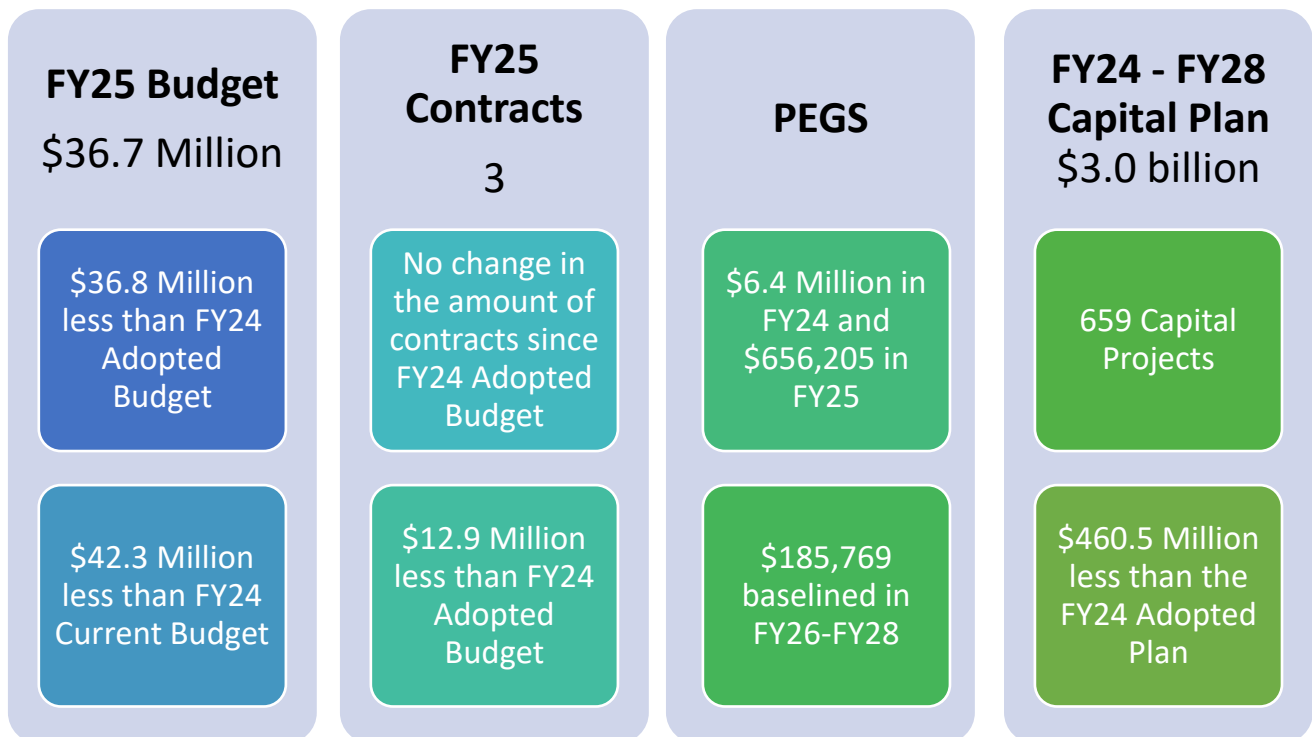 FY25 Budget
$36.7 Million
$36.8 Million
less than FY24
Adopted
Budget
$42.3 Million
less than FY24
Current Budget
FY25
Contracts
3
No change in
the amount of
contracts since
FY24 Adopted
Budget
$12.9 Million
less than FY24
Adopted
Budget
PEGS
$6.4 Million in
FY24 and
$656,205 in
FY25
$185,769
baselined in
FY26-FY28
FY24 - FY28
Capital Plan
$3.0 billion
659 Capital
Projects
$460.5 Million
less than the
FY24 Adopted
Plan